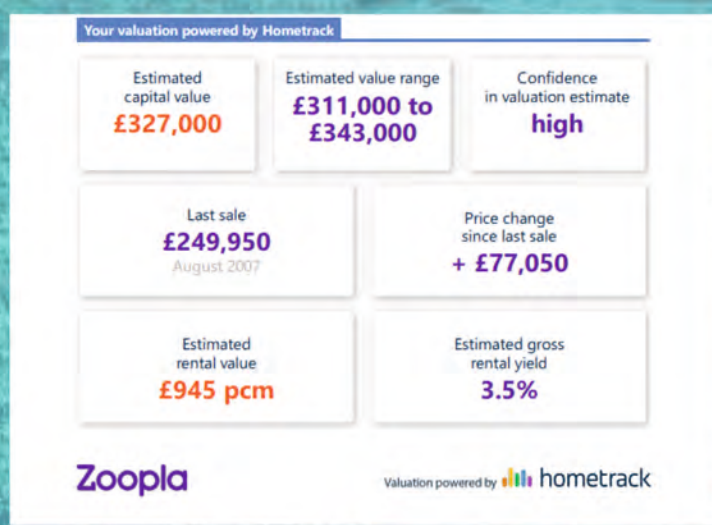 Your valuation powered by Hometrack
Estimated
capital value
£327,000
Estimated value range
£311,000 to
£343,000
Confidence
in valuation estimate
high
Last sale
£249,950
August 2007
Price change
since last sale
+ £77,050
Estimated
rental value
£945 pcm
Estimated gross
rental yield
3.5%
Zoopla
Valuation powered by hometrack